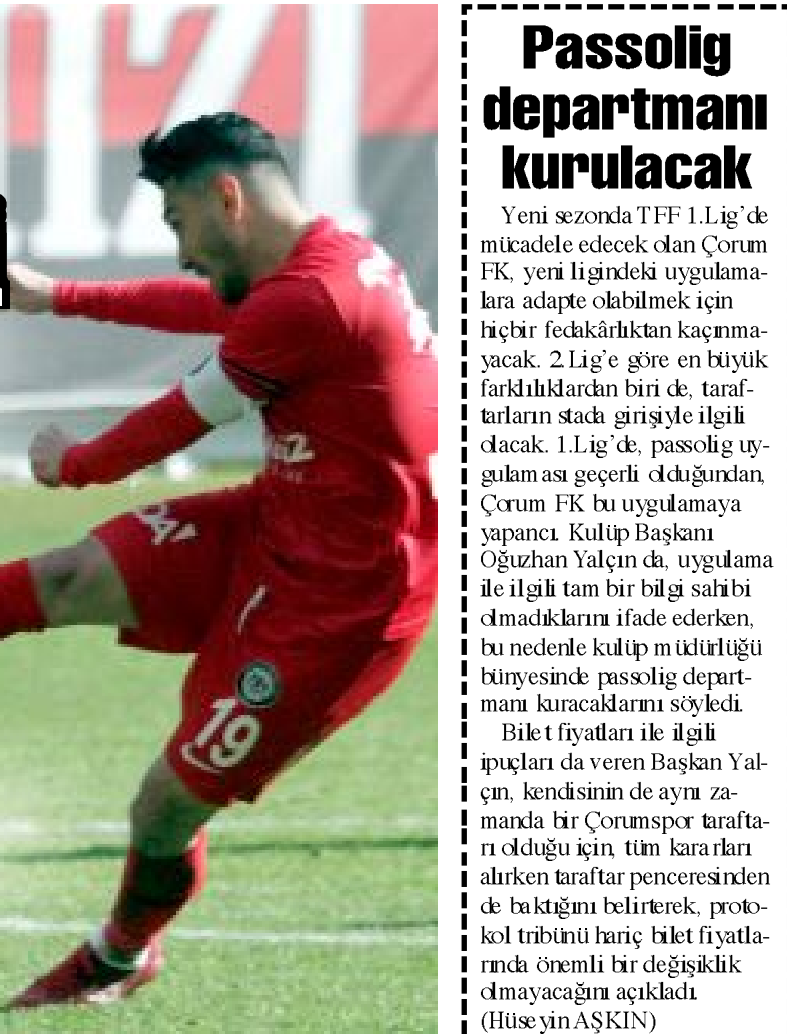 Passolig
departmanı
kurulacak
Yeni sezonda TFF 1.Lig’de
mücadele edecek olan Çorum
FK, yeni ligindeki uygulama-
lara adapte olabilmek için
hiçbir fedakârlıktan kaçınma-
yacak. 2.Lig’e göre en büyük
farklılıklardan biri de, taraf-
tarların stada girişiyle ilgili
olacak. 1.Lig’de, passolig uy-
gulaması geçerli olduğundan,
Çorum FK bu uygulamaya
yapancı. Kulüp Başkanı
Oğuzhan Yalçın da, uygulama
ile ilgili tam bir bilgi sahibi
olmadıklarını ifade ederken,
bu nedenle kulüp müdürlüğü
bünyesinde passolig depart-
manı kuracaklarını söyledi.
Bilet fiyatları ile ilgili
ipuçları da veren Başkan Yal-
çın, kendisinin de aynı za-
manda bir Çorumspor tarafta-
rı olduğu için, tüm kararları
alırken taraftar penceresinden
de baktığını belirterek, proto-
kol tribünü hariç bilet fiyatla-
rında önemli bir değişiklik
olmayacağını açıkladı.
(Hüseyin AŞKIN)
19